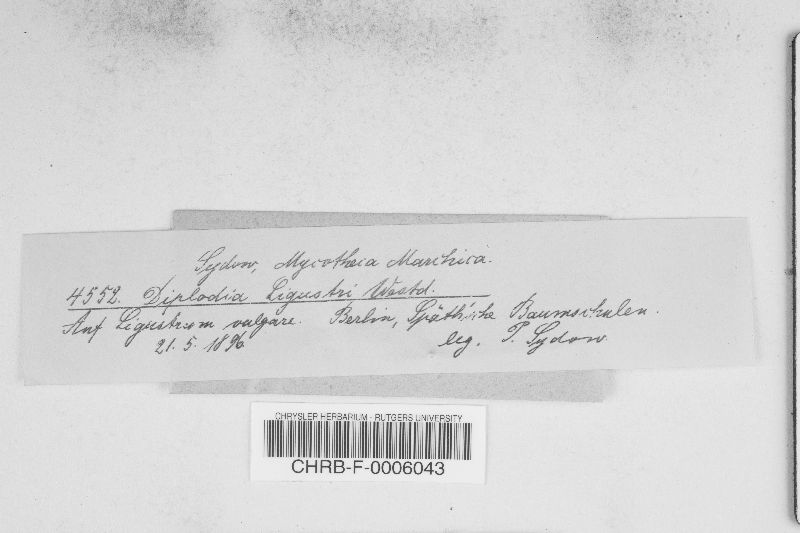 Sydow, Mycotheca Marchica.
4552. Diplodia Ligustri Westd.
Auf Ligustrum vulgare. Berlin, Späth'sche Baumschulen.
21. 5. 1896 leg. P. Sydow.
CHRYSLER HERBARIUM - RUTGERS UNIVERSITY
CHRB-F-0006043